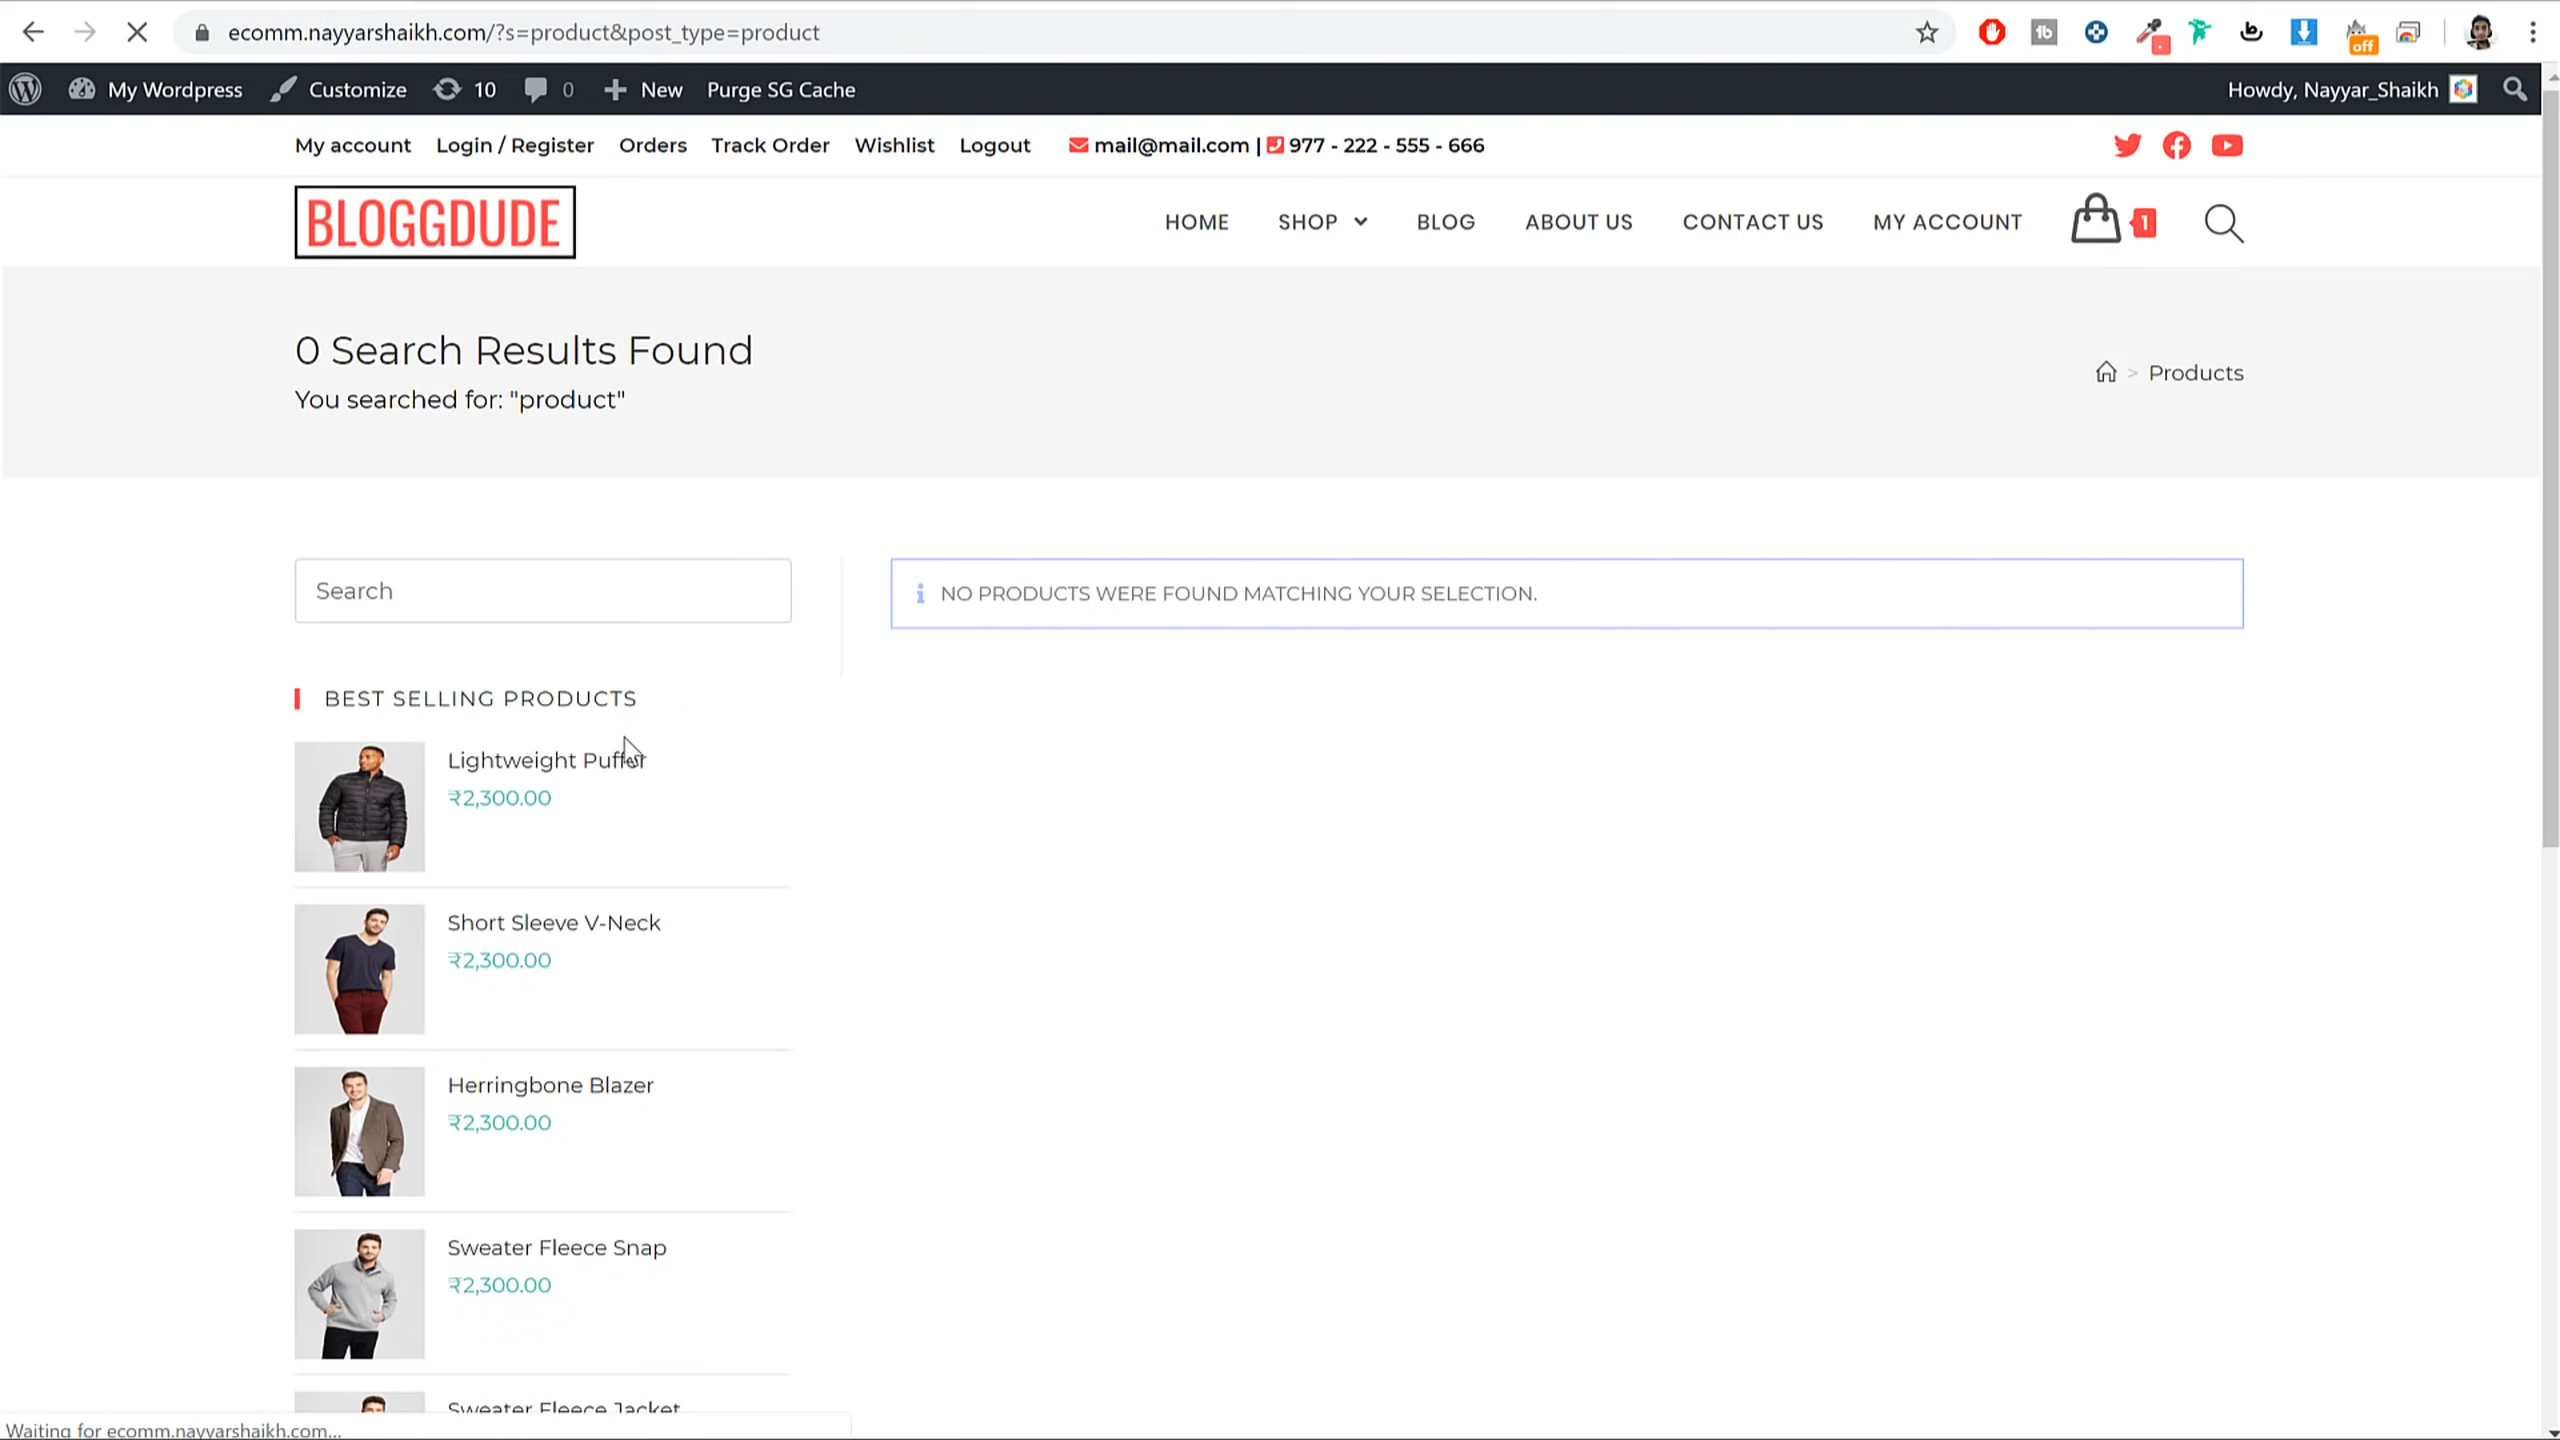 ecomm.nayyarshaikh.com/?s=product&post_type=product
off
My Wordpress Customize 10 0 New Purge SG Cache Howdy, Nayyar_Shaikh
My account Login / Register Orders Track Order Wishlist Logout mail@mail.com | 977 - 222 - 555 - 666
BLOGGDUDE HOME SHOP BLOG ABOUT US CONTACT US MY ACCOUNT 1
0 Search Results Found
You searched for: "product"
> Products
Search
NO PRODUCTS WERE FOUND MATCHING YOUR SELECTION.
BEST SELLING PRODUCTS
Lightweight Puffer
₹2,300.00
Short Sleeve V-Neck
₹2,300.00
Herringbone Blazer
₹2,300.00
Sweater Fleece Snap
₹2,300.00
Sweater Fleece Jacket
Waiting for ecomm.nayyarshaikh.com...